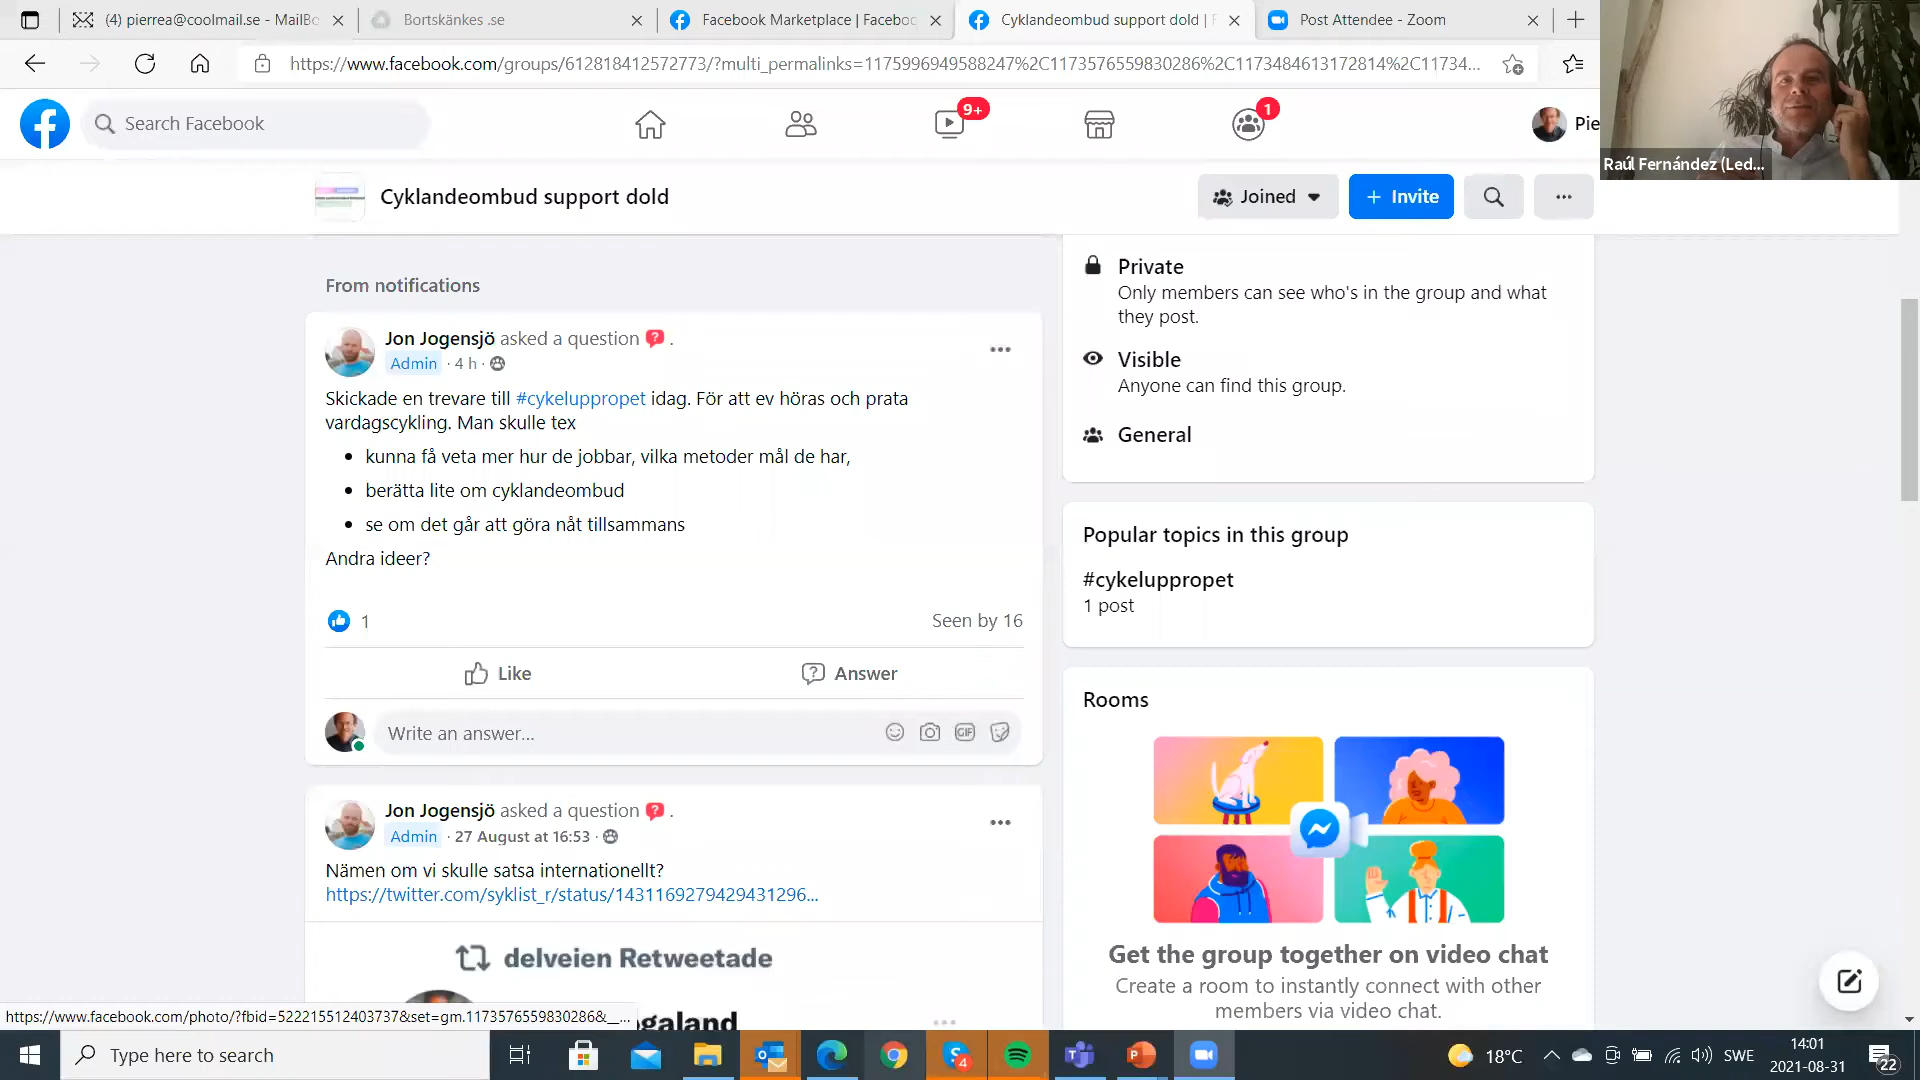 (4) pierrea@coolmail.se - MailBo
Bortskänkes .se
Facebook Marketplace | Faceboo
Cyklandeombud support dold | F
Post Attendee - Zoom
https://www.facebook.com/groups/612818412572773/?multi_permalinks=1175996949588247%2C1173576559830286%2C1173484613172814%2C11734...
Search Facebook
9+
1
Pie
Raúl Fernández (Led...
Cyklandeombud support dold
Joined
+ Invite
From notifications
Jon Jogensjö asked a question .
Admin · 4 h ·
Skickade en trevare till #cykeluppropet idag. För att ev höras och prata
vardagscykling. Man skulle tex
• kunna få veta mer hur de jobbar, vilka metoder mål de har,
• berätta lite om cyklandeombud
• se om det går att göra nåt tillsammans
Andra ideer?
1
Seen by 16
Like
Answer
Write an answer...
GIF
Jon Jogensjö asked a question .
Admin · 27 August at 16:53 ·
Nämen om vi skulle satsa internationellt?
https://twitter.com/syklist_r/status/1431169279429431296...
delveien Retweetade
galand
Private
Only members can see who's in the group and what
they post.
Visible
Anyone can find this group.
General
Popular topics in this group
#cykeluppropet
1 post
Rooms
Get the group together on video chat
Create a room to instantly connect with other
members via video chat.
https://www.facebook.com/photo/?fbid=522215512403737&set=gm.1173576559830286&__...
Type here to search
4
18°C
SWE
14:01
2021-08-31
22